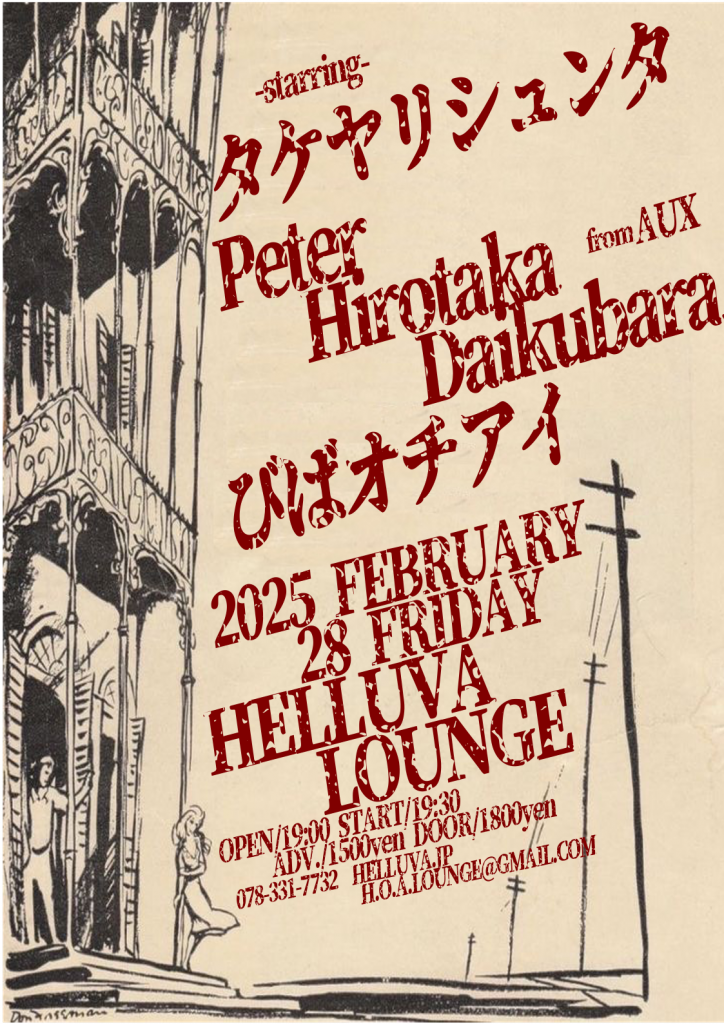 -starring-
タケヤリシュンタ
Peter
Hirotaka
from AUX
Daikubara
びばオチアイ
2025 FEBRUARY
28 FRIDAY
HELLUVA
LOUNGE
OPEN/19:00 START/19:30
ADV./1500yen DOOR/1800yen
078-331-7732 HELLUVA.JP
H.O.A.LOUNGE@GMAIL.COM